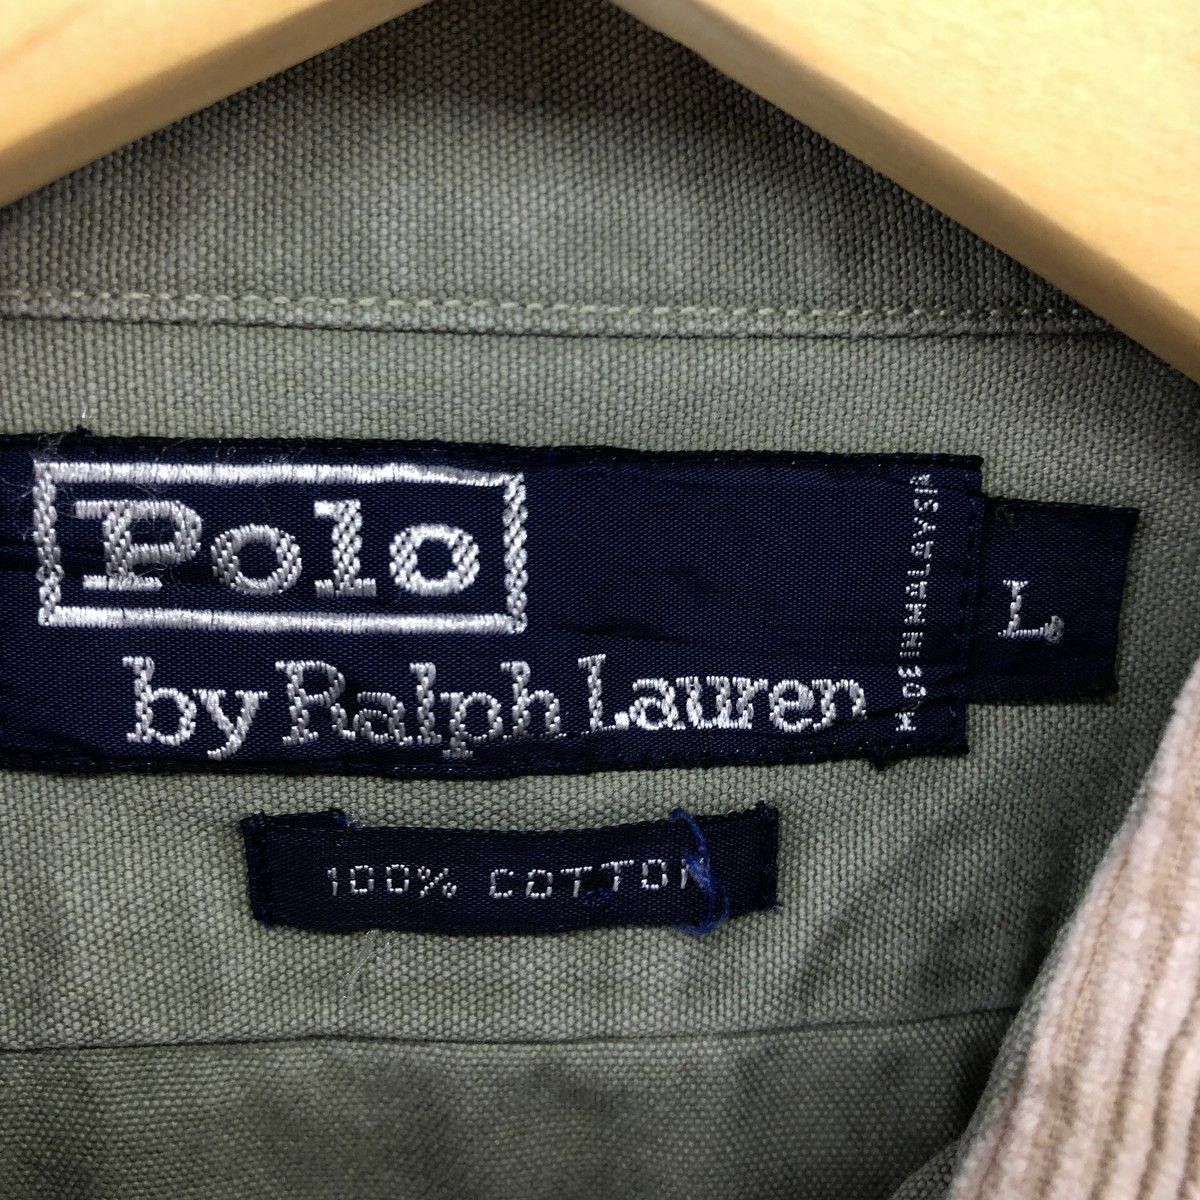 Polo
by Ralph Lauren
MADE IN MALAYSIA
L
100% COTTON